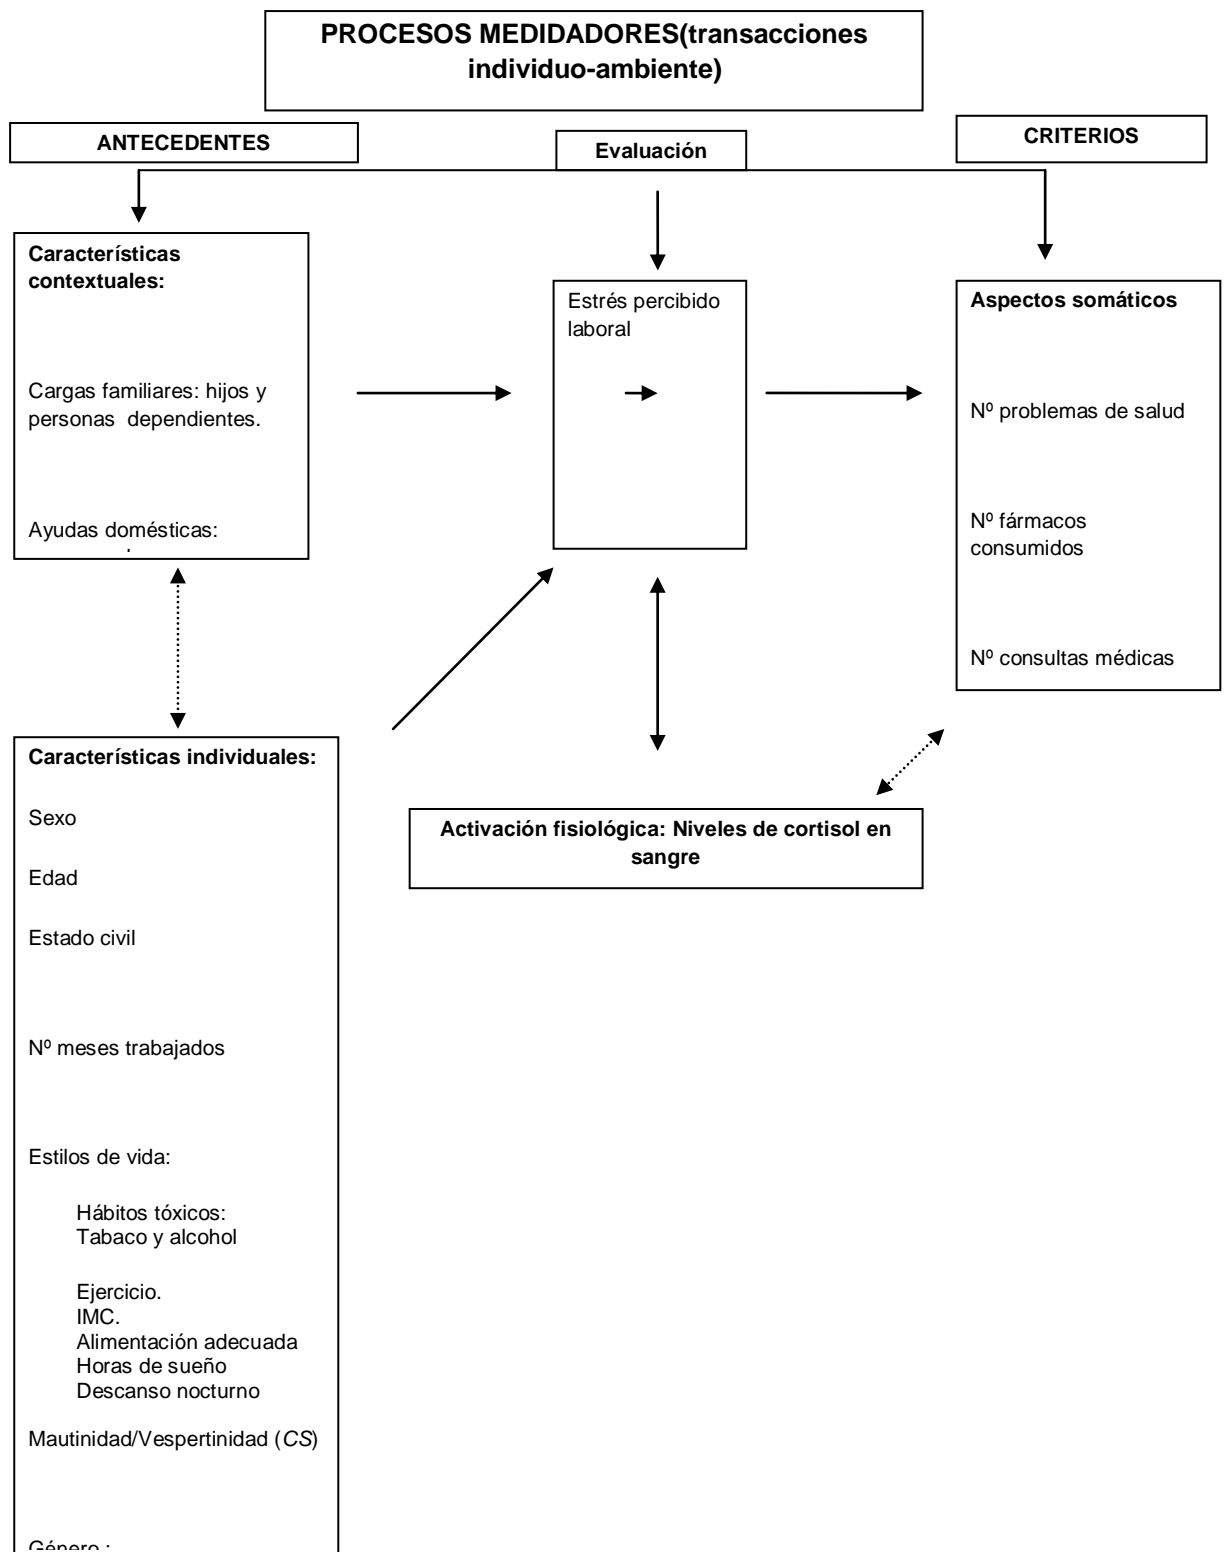 PROCESOS MEDIDADORES(transacciones
individuo-ambiente)
ANTECEDENTES
Evaluación
CRITERIOS
Características
contextuales:
Cargas familiares: hijos y
personas dependientes.
Ayudas domésticas:
Estrés percibido
laboral
Aspectos somáticos
Nº problemas de salud
Nº fármacos
consumidos
Nº consultas médicas
Características individuales:
Sexo
Edad
Estado civil
Nº meses trabajados
Estilos de vida:
Hábitos tóxicos:
Tabaco y alcohol
Ejercicio.
IMC.
Alimentación adecuada
Horas de sueño
Descanso nocturno
Mautinidad/Vespertinidad (CS)
Género :
Activación fisiológica: Niveles de cortisol en
sangre